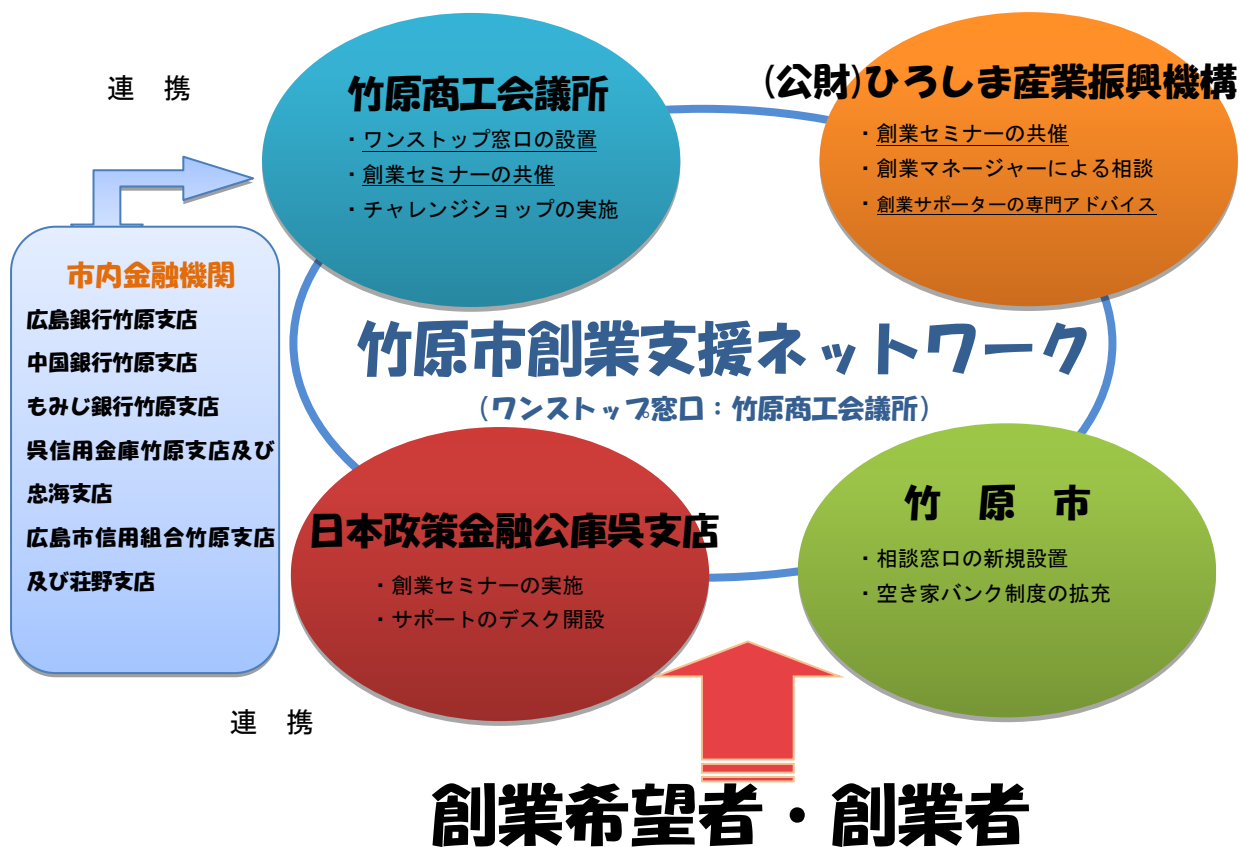 連　携
竹原商工会議所
・ワンストップ窓口の設置
・創業セミナーの共催
・チャレンジショップの実施
(公財)ひろしま産業振興機構
・創業セミナーの共催
・創業マネージャーによる相談
・創業サポーターの専門アドバイス
市内金融機関
広島銀行竹原支店
中国銀行竹原支店
もみじ銀行竹原支店
呉信用金庫竹原支店及び
忠海支店
広島市信用組合竹原支店
及び荘野支店
竹原市創業支援ネットワーク
(ワンストップ窓口：竹原商工会議所)
日本政策金融公庫呉支店
・創業セミナーの実施
・サポートのデスク開設
竹　原　市
・相談窓口の新規設置
・空き家バンク制度の拡充
連　携
創業希望者・創業者